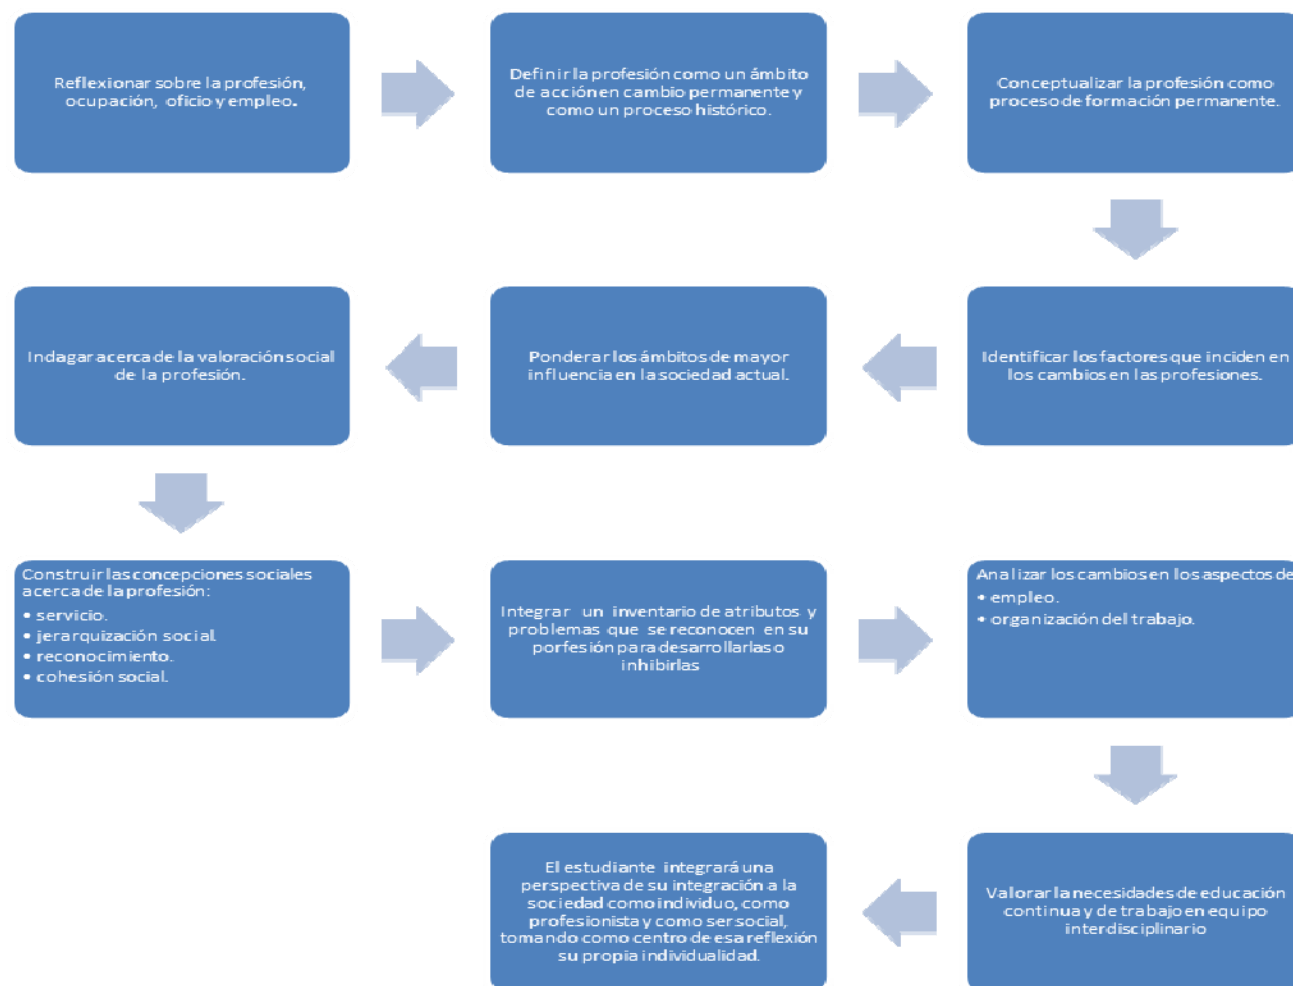 Reflexionar sobre la profesión,
ocupación, oficio y empleo.
Definir la profesión como un ámbito
de acción en cambio permanente y
como un proceso histórico.
Conceptualizar la profesión como
proceso de formación permanente.
Identificar los factores que inciden en
los cambios en las profesiones.
Ponderar los ámbitos de mayor
influencia en la sociedad actual.
Indagar acerca de la valoración social
de la profesión.
Construir las concepciones sociales
acerca de la profesión:
• servicio.
• jerarquización social.
• reconocimiento.
• cohesión social.
Integrar un inventario de atributos y
problemas que se reconocen en su
porfesión para desarrollarlas o
inhibirlas
Analizar los cambios en los aspectos de
• empleo.
• organización del trabajo.
Valorar la necesidades de educación
continua y de trabajo en equipo
interdisciplinario
El estudiante integrará una
perspectiva de su integración a la
sociedad como individuo, como
profesionista y como ser social,
tomando como centro de esa reflexión
su propia individualidad.